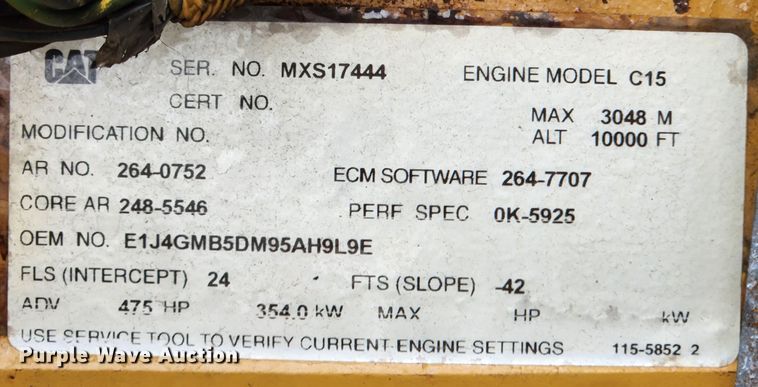 CAT SER. NO. MXS17444 ENGINE MODEL C15
CERT NO.
MAX 3048 M
MODIFICATION NO. ALT 10000 FT
AR NO. 264-0752 ECM SOFTWARE 264-7707
CORE AR 248-5546 PERF SPEC 0K-5925
OEM NO. E1J4GMB5DM95AH9L9E
FLS (INTERCEPT) 24 FTS (SLOPE) -42
ADV 475 HP 354.0 kW MAX HP kW
USE SERVICE TOOL TO VERIFY CURRENT ENGINE SETTINGS 115-5852 2
Purple Wave Auction